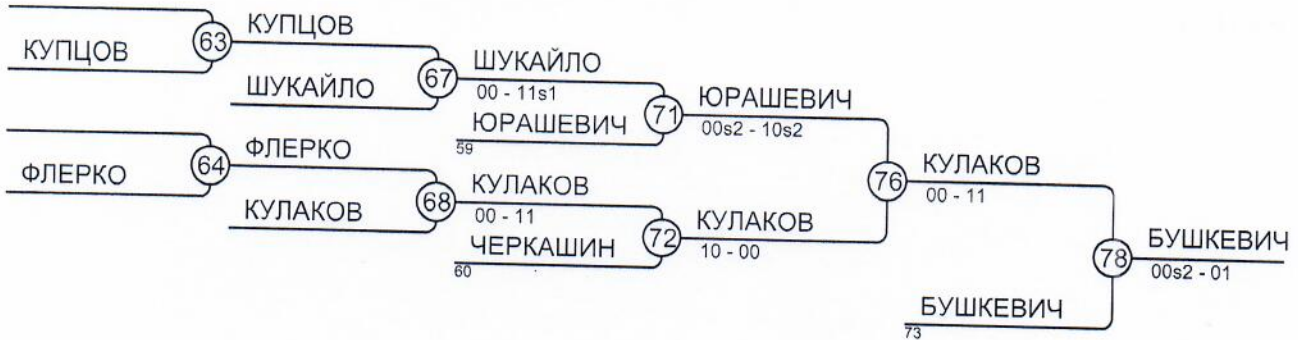 КУПЦОВ
63
КУПЦОВ
ШУКАЙЛО
67
ШУКАЙЛО
00 - 11s1
ЮРАШЕВИЧ
59
71
ЮРАШЕВИЧ
00s2 - 10s2
ФЛЕРКО
64
ФЛЕРКО
КУЛАКОВ
68
КУЛАКОВ
00 - 11
ЧЕРКАШИН
60
72
КУЛАКОВ
10 - 00
76
КУЛАКОВ
00 - 11
БУШКЕВИЧ
73
78
БУШКЕВИЧ
00s2 - 01